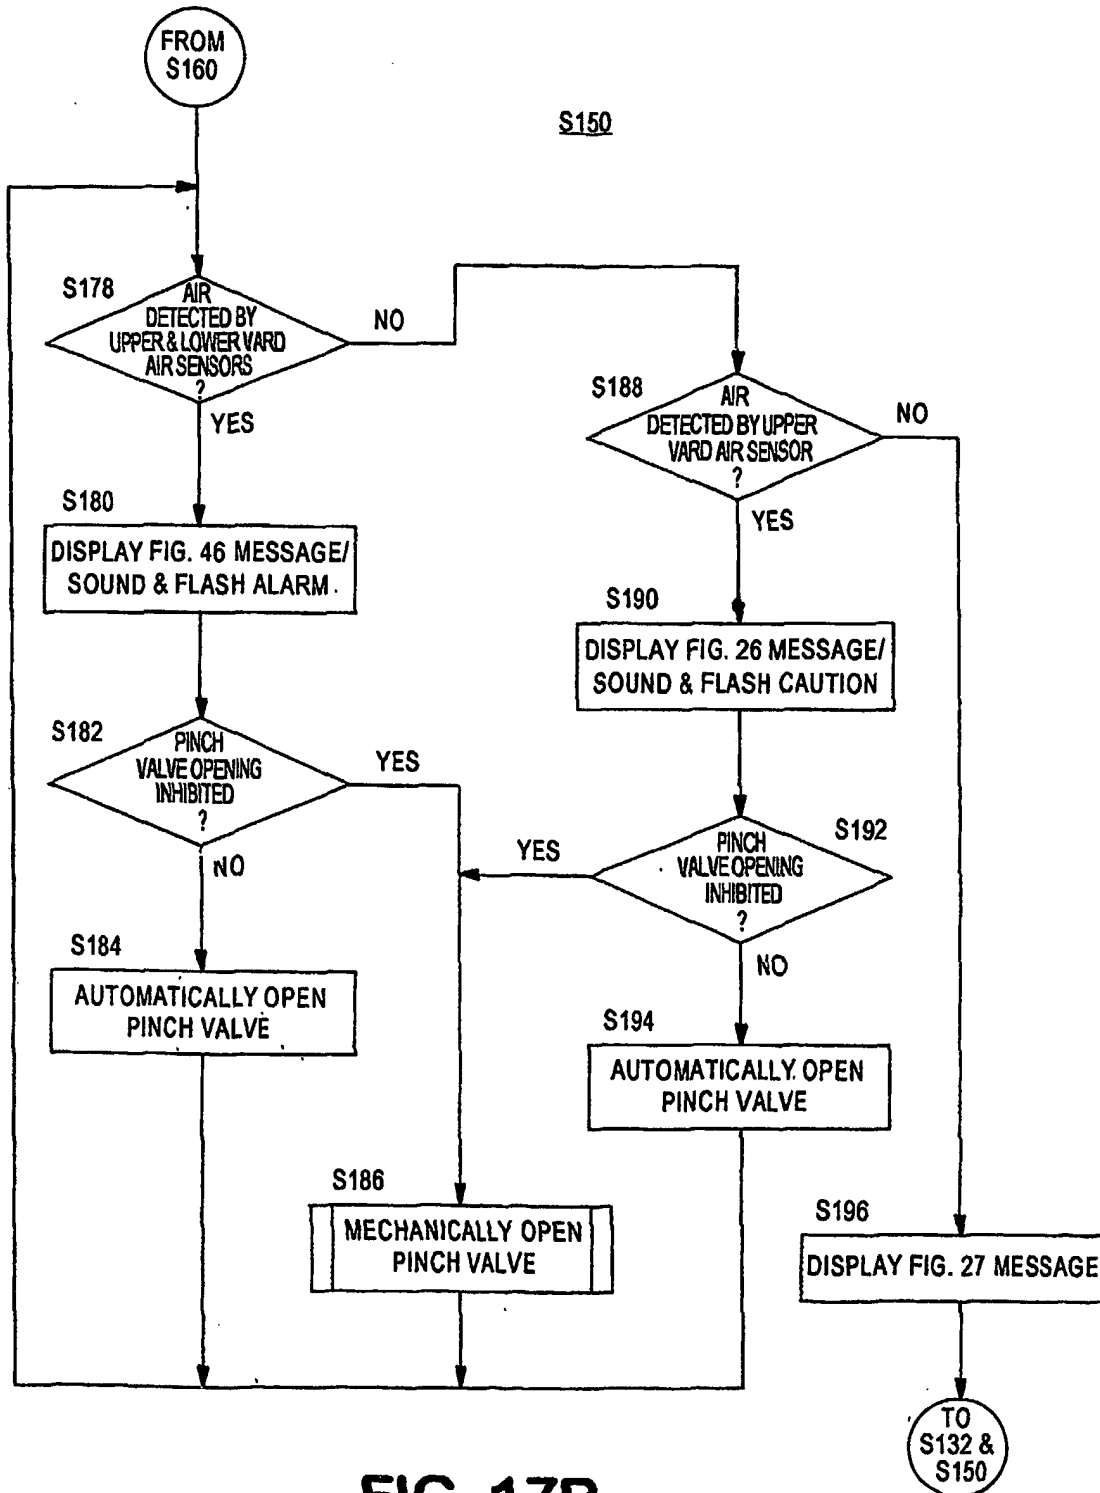 FROM
S160
S150
S178
AIR
DETECTED BY
UPPER & LOWER VARD
AIR SENSORS
?
NO
YES
S188
AIR
DETECTED BY UPPER
VARD AIR SENSOR
?
NO
YES
S180
DISPLAY FIG. 46 MESSAGE/
SOUND & FLASH ALARM
S190
DISPLAY FIG. 26 MESSAGE/
SOUND & FLASH CAUTION
S182
PINCH
VALVE OPENING
INHIBITED
?
YES
NO
S192
PINCH
VALVE OPENING
INHIBITED
?
YES
NO
S184
AUTOMATICALLY OPEN
PINCH VALVE
S194
AUTOMATICALLY OPEN
PINCH VALVE
S186
MECHANICALLY OPEN
PINCH VALVE
S196
DISPLAY FIG. 27 MESSAGE
TO
S132 &
S150
FIG. 17B